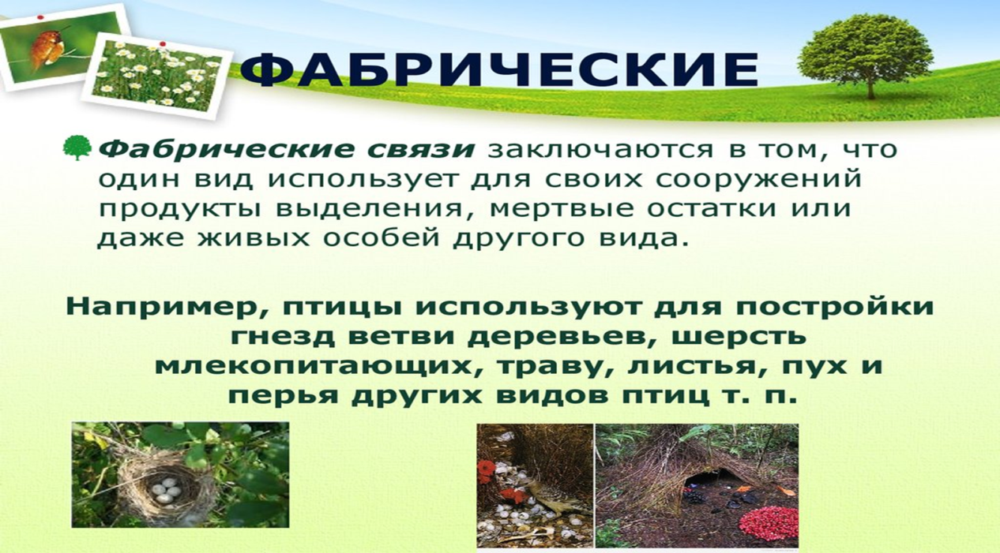 ФАБРИЧЕСКИЕ
Фабрические связи заключаются в том, что
один вид использует для своих сооружений
продукты выделения, мертвые остатки или
даже живых особей другого вида.
Например, птицы используют для постройки
гнезд ветви деревьев, шерсть
млекопитающих, траву, листья, пух и
перья других видов птиц т. п.